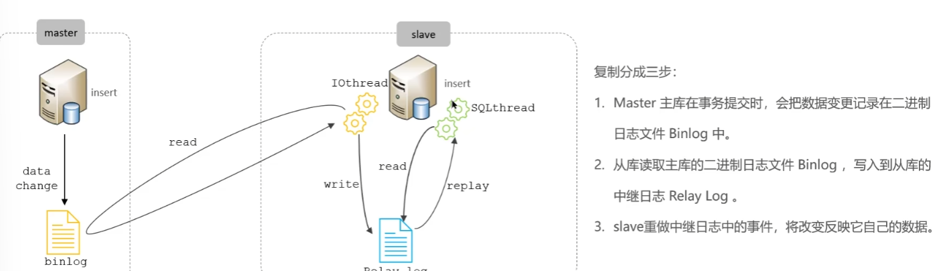 master
slave
insert
IOthread
insert
SQLthread
read
data
change
write
read
replay
binlog
Relay log
复制分成三步：
1. Master 主库在事务提交时，会把数据变更记录在二进制
日志文件 Binlog 中。
2. 从库读取主库的二进制日志文件 Binlog ，写入到从库的
中继日志 Relay Log 。
3. slave重做中继日志中的事件，将改变反映它自己的数据。